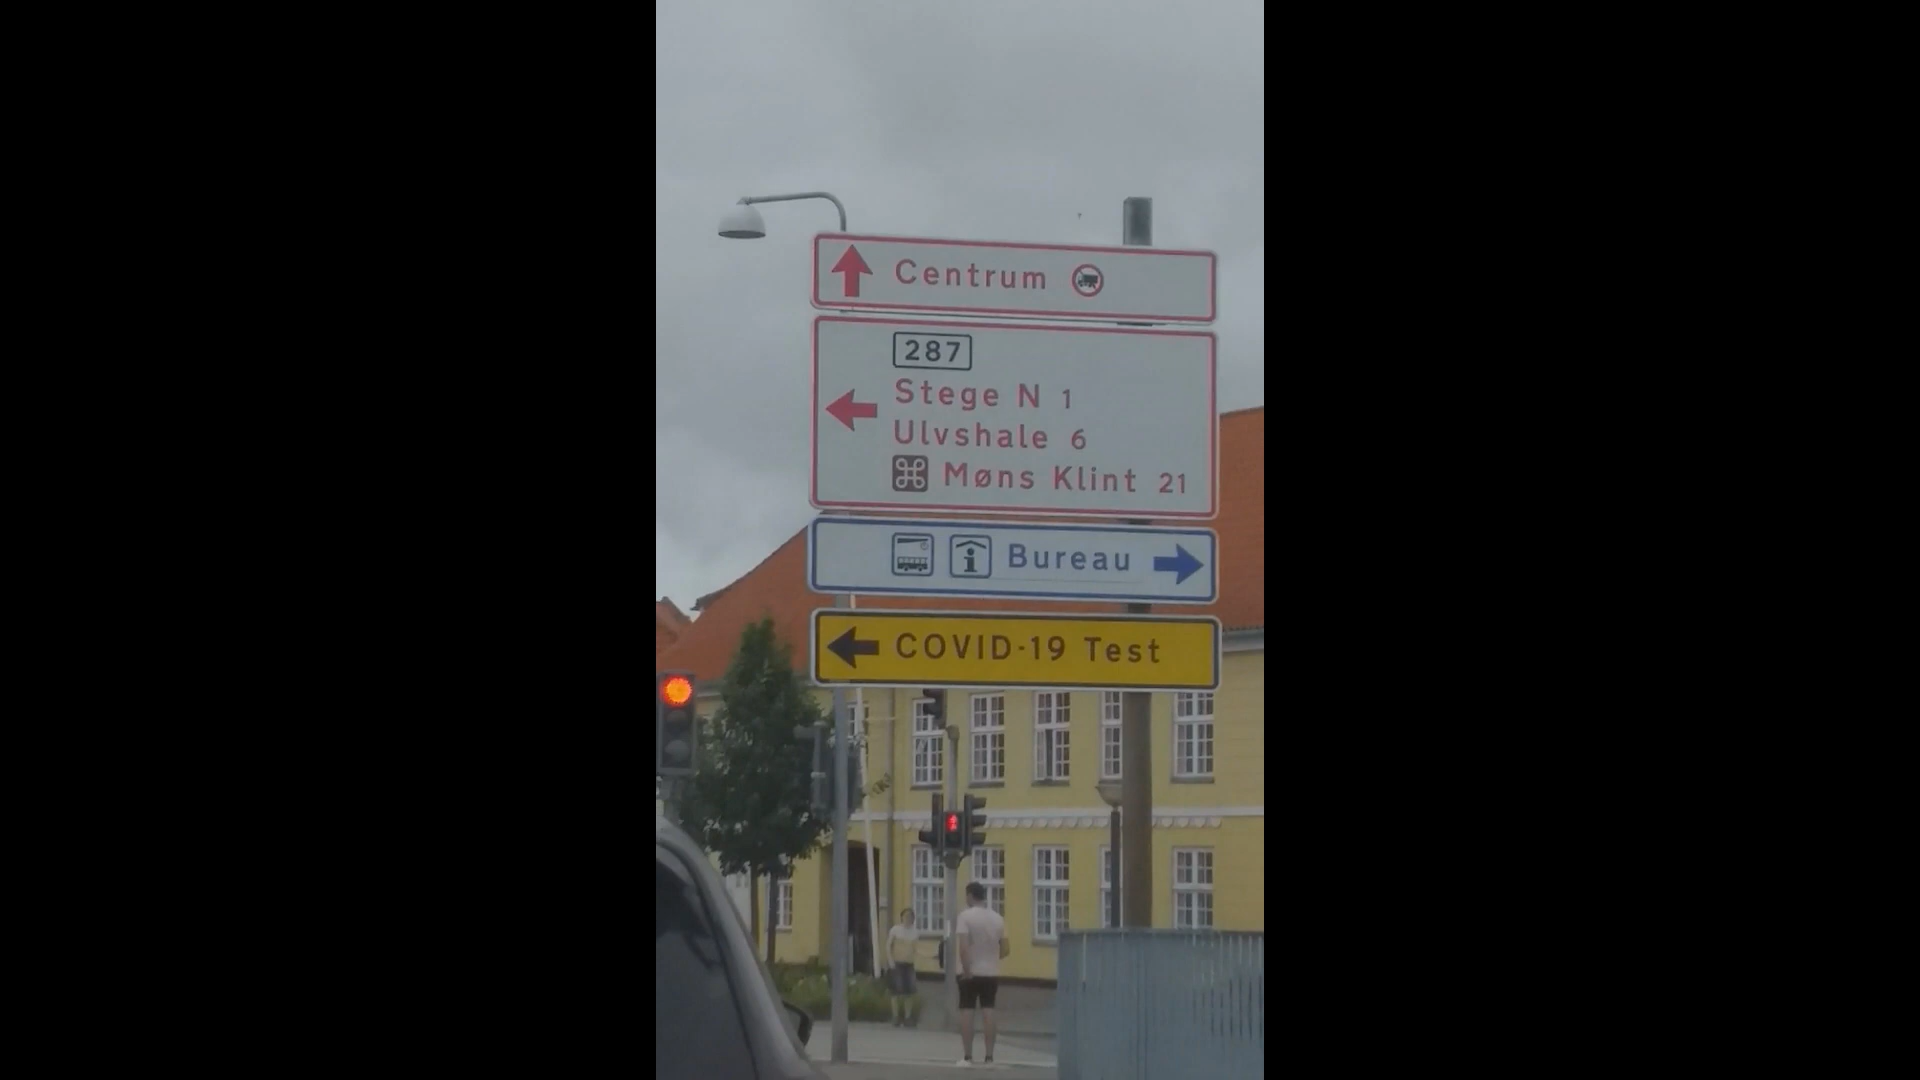 Centrum
287
Stege N 1
Ulvshale 6
Møns Klint 21
i Bureau
COVID-19 Test